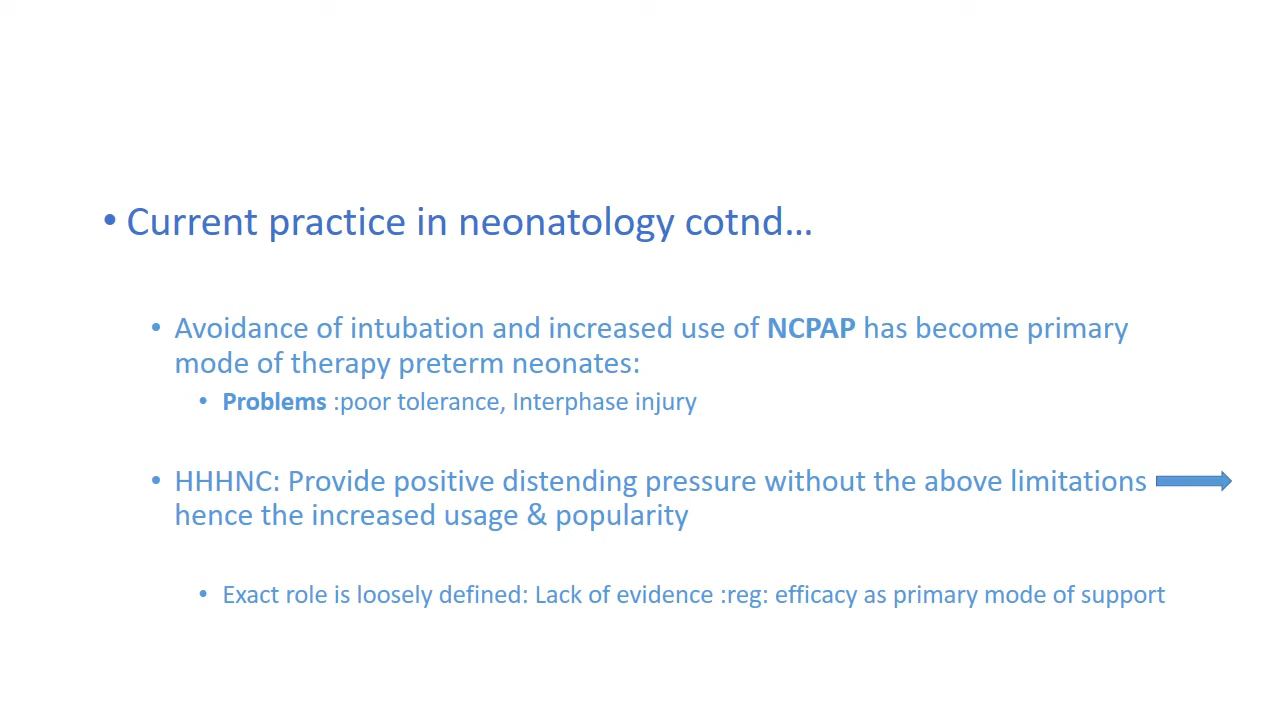 • Current practice in neonatology cotnd...
• Avoidance of intubation and increased use of NCPAP has become primary
mode of therapy preterm neonates:
• Problems :poor tolerance, Interphase injury
• HHHNC: Provide positive distending pressure without the above limitations
hence the increased usage & popularity
• Exact role is loosely defined: Lack of evidence :reg: efficacy as primary mode of support